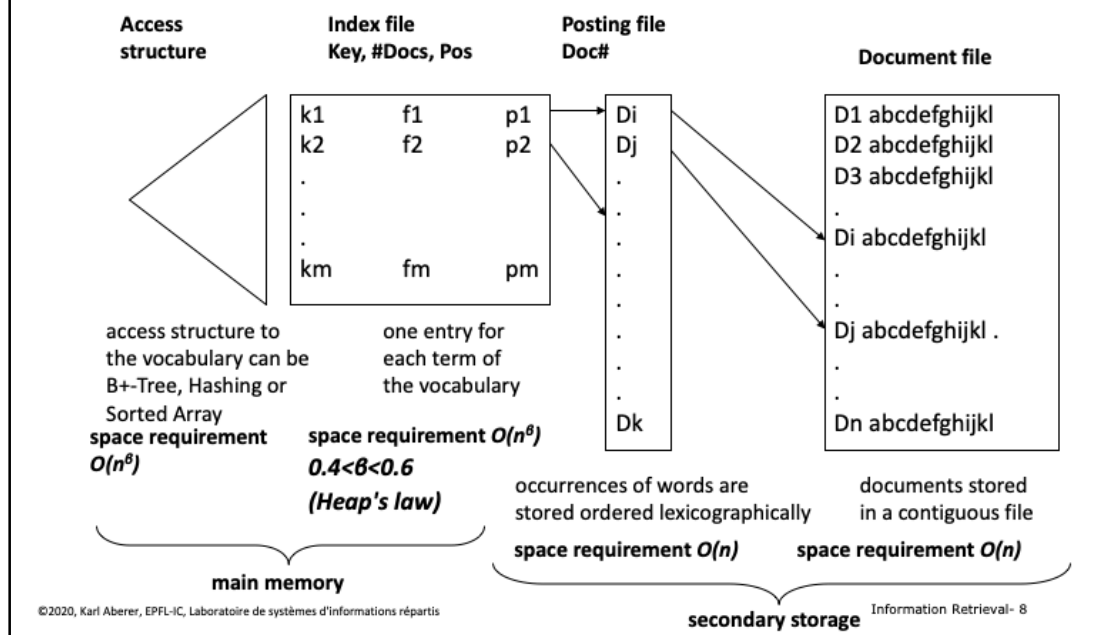 Access
structure
Index file
Key, #Docs, Pos
Posting file
Doc#
Document file
k1 f1 p1
k2 f2 p2
.
.
.
km fm pm
Di
Dj
.
.
.
.
.
.
.
.
Dk
D1 abcdefghijkl
D2 abcdefghijkl
D3 abcdefghijkl
.
Di abcdefghijkl
.
.
Dj abcdefghijkl .
.
.
Dn abcdefghijkl
access structure to
the vocabulary can be
B+-Tree, Hashing or
Sorted Array
space requirement
O(nᵝ)
one entry for
each term of
the vocabulary
space requirement O(nᵝ)
0.4<β<0.6
(Heap's law)
occurrences of words are
stored ordered lexicographically
space requirement O(n)
documents stored
in a contiguous file
space requirement O(n)
main memory
secondary storage
©2020, Karl Aberer, EPFL-IC, Laboratoire de systèmes d'informations répartis
Information Retrieval- 8